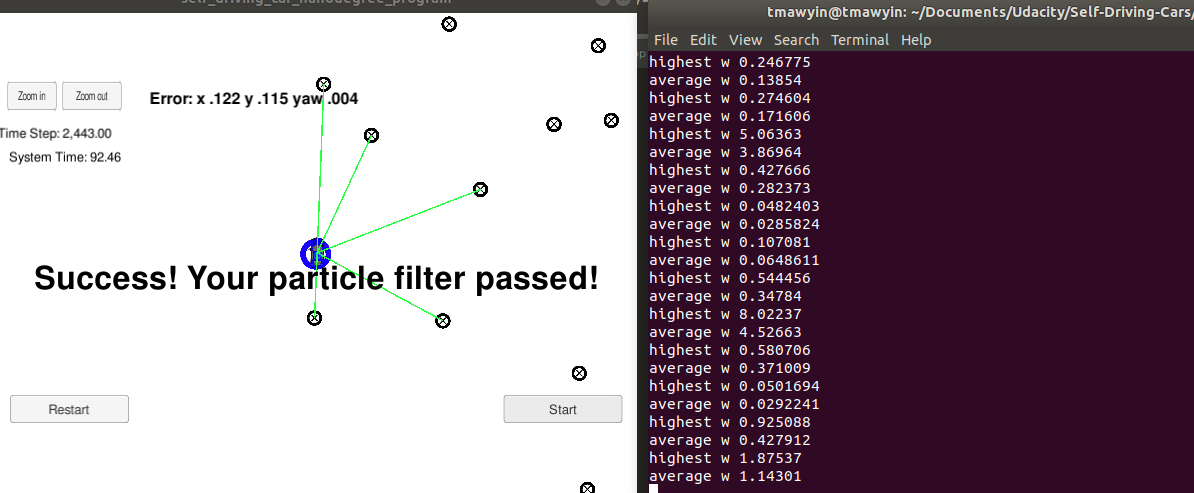 self_driving_car_nanodegree_program
Zoom in
Zoom out
Error: x .122 y .115 yaw .004
Time Step: 2,443.00
System Time: 92.46
Success! Your particle filter passed!
Restart
Start
tmawyin@tmawyin: ~/Documents/Udacity/Self-Driving-Cars/
File Edit View Search Terminal Help
highest w 0.246775
average w 0.13854
highest w 0.274604
average w 0.171606
highest w 5.06363
average w 3.86964
highest w 0.427666
average w 0.282373
highest w 0.0482403
average w 0.0285824
highest w 0.107081
average w 0.0648611
highest w 0.544456
average w 0.34784
highest w 8.02237
average w 4.52663
highest w 0.580706
average w 0.371009
highest w 0.0501694
average w 0.0292241
highest w 0.925088
average w 0.427912
highest w 1.87537
average w 1.14301